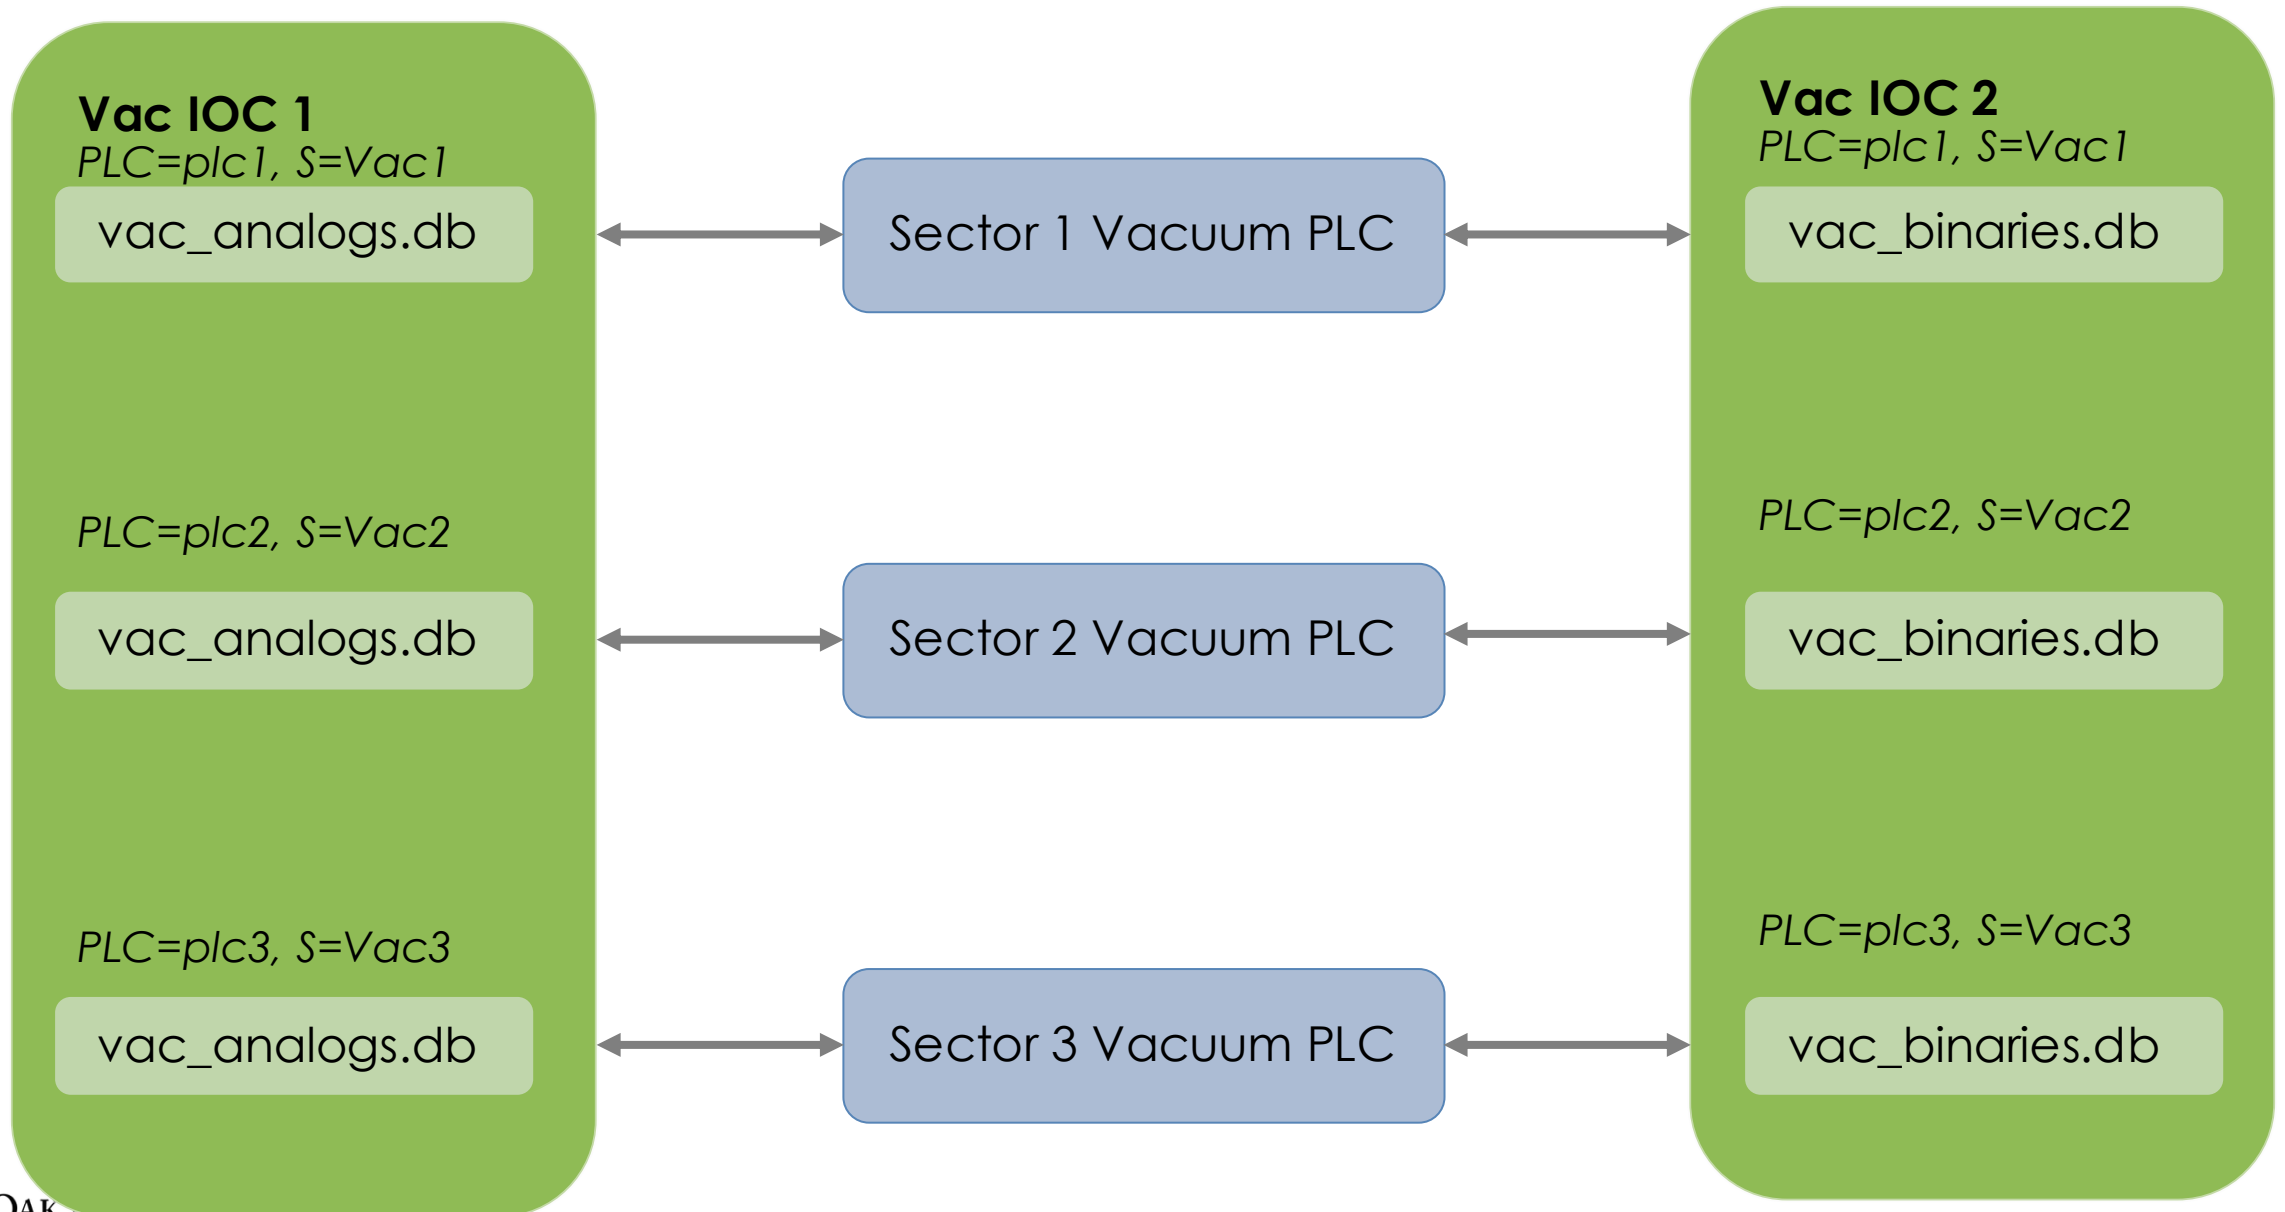 Vac IOC 1
PLC=plc1, S=Vac1
vac_analogs.db
PLC=plc2, S=Vac2
vac_analogs.db
PLC=plc3, S=Vac3
vac_analogs.db
Sector 1 Vacuum PLC
Sector 2 Vacuum PLC
Sector 3 Vacuum PLC
Vac IOC 2
PLC=plc1, S=Vac1
vac_binaries.db
PLC=plc2, S=Vac2
vac_binaries.db
PLC=plc3, S=Vac3
vac_binaries.db
OAK